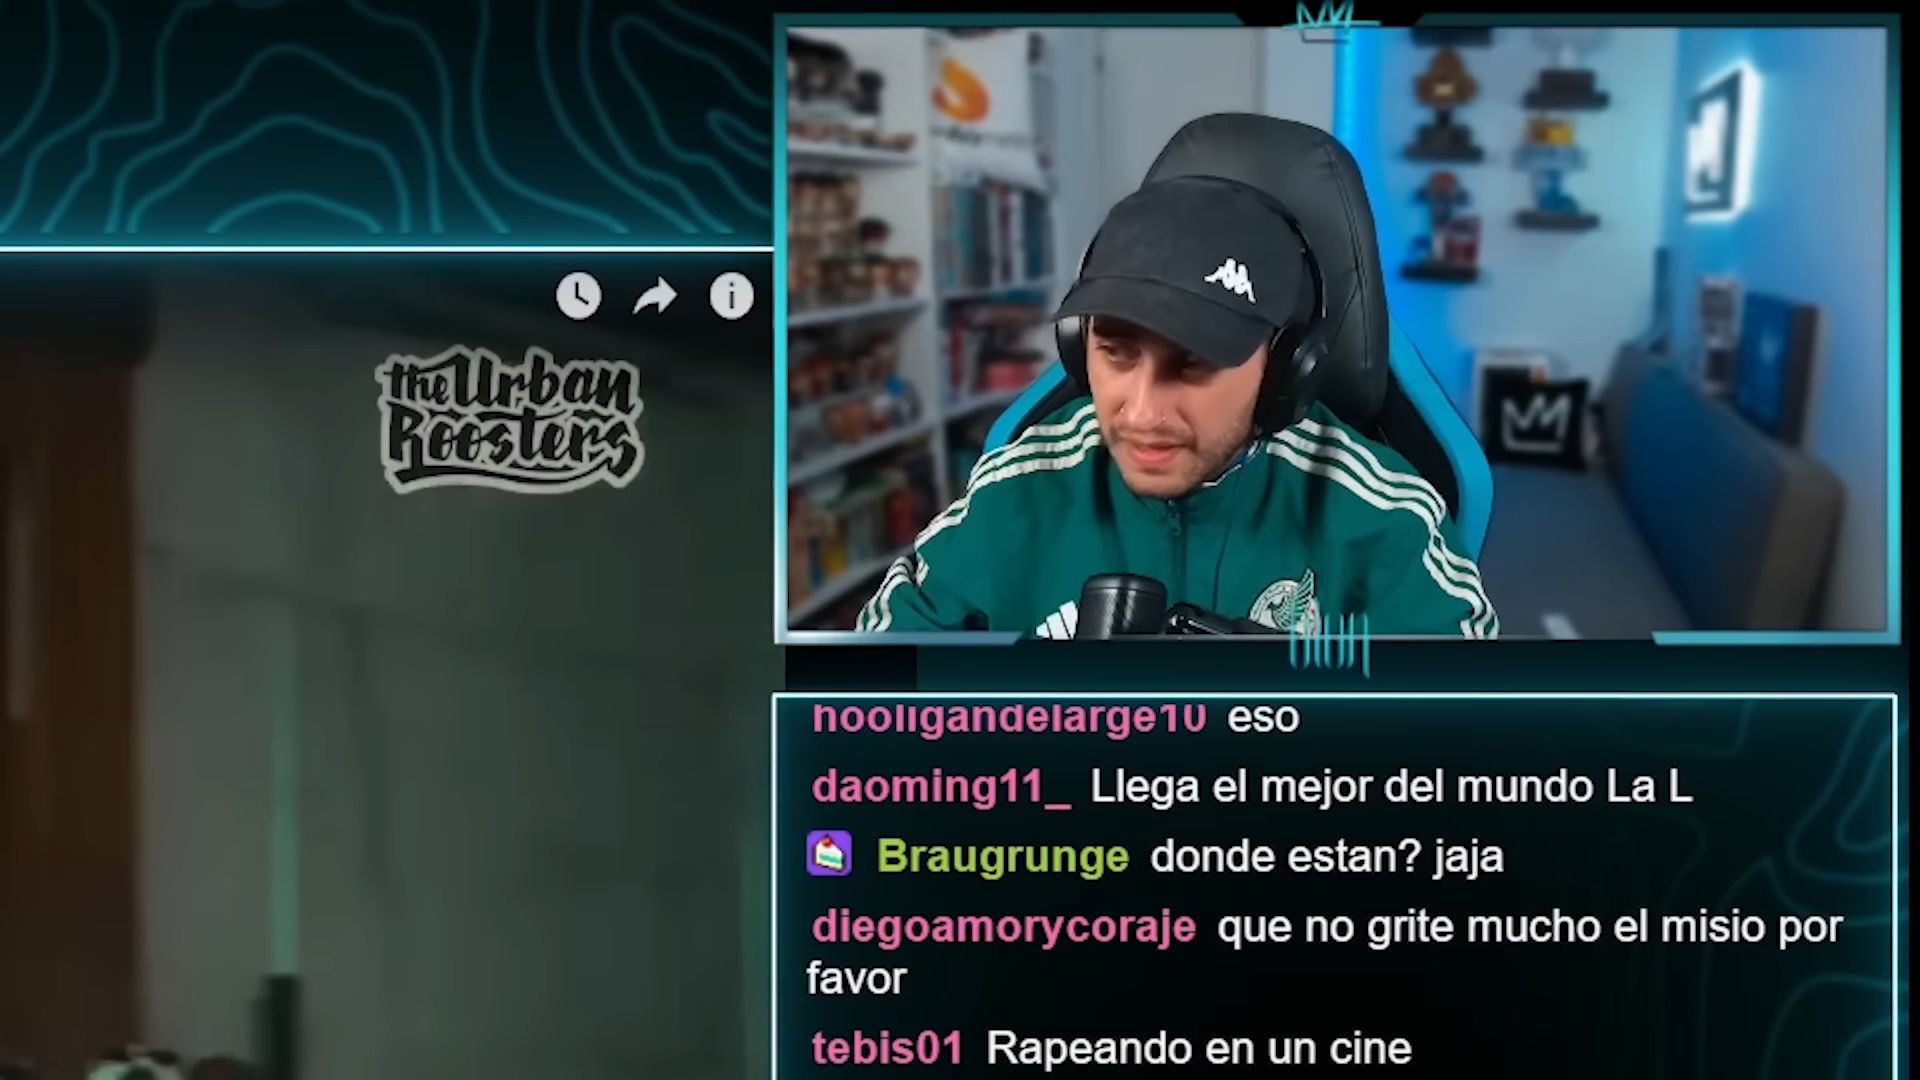 the Urban
Roosters
hooligandelarge10 eso
daoming11_ Llega el mejor del mundo La L
Braugrunge donde estan? jaja
diegoamorycoraje que no grite mucho el misio por
favor
tebis01 Rapeando en un cine